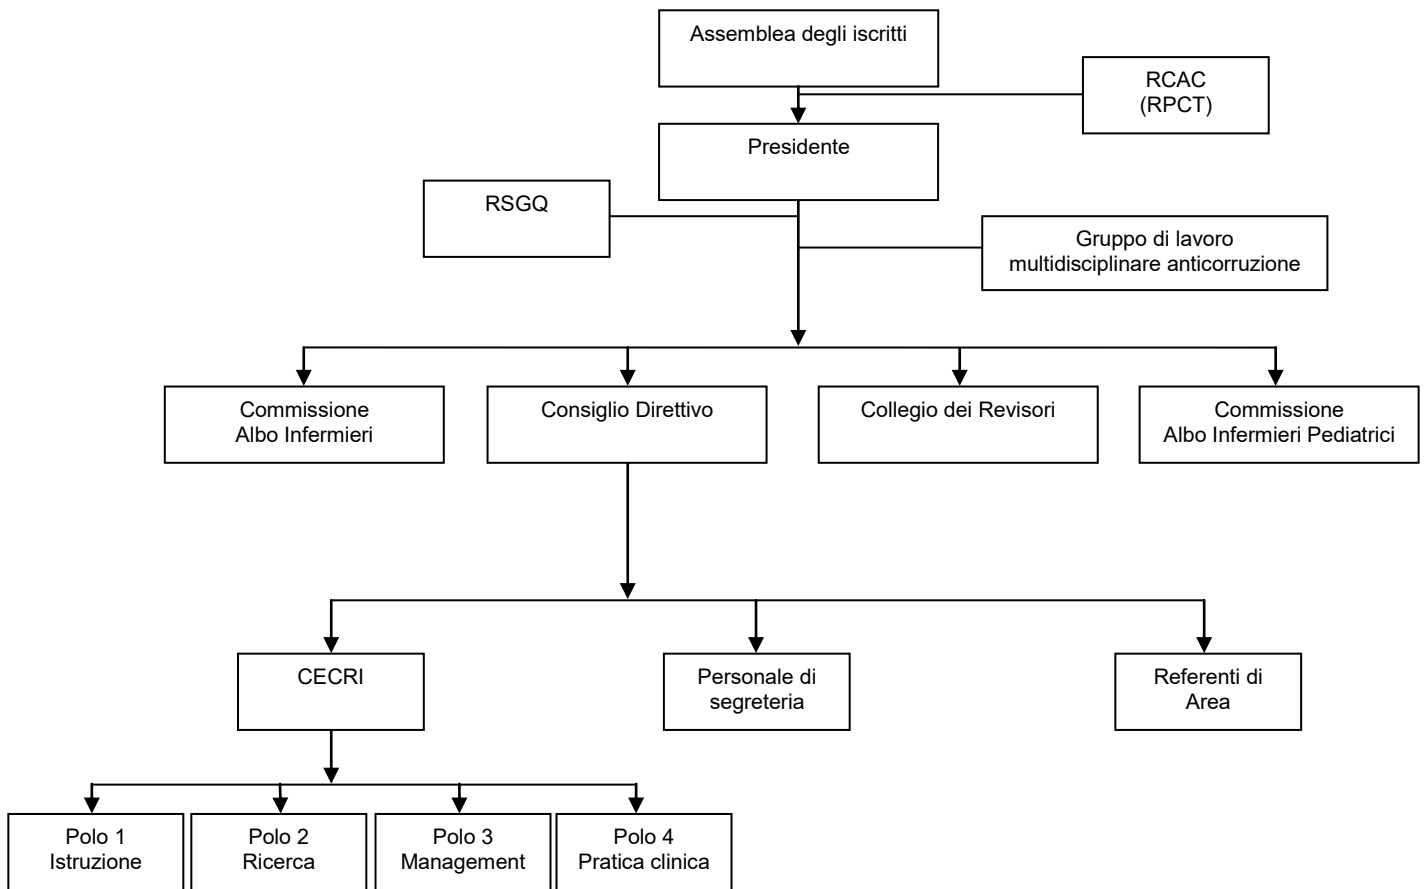 Assemblea degli iscritti
RCAC
(RPCT)
Presidente
RSGQ
Gruppo di lavoro
multidisciplinare anticorruzione
Commissione
Albo Infermieri
Consiglio Direttivo
Collegio dei Revisori
Commissione
Albo Infermieri Pediatrici
CECRI
Personale di
segreteria
Referenti di
Area
Polo 1
Istruzione
Polo 2
Ricerca
Polo 3
Management
Polo 4
Pratica clinica